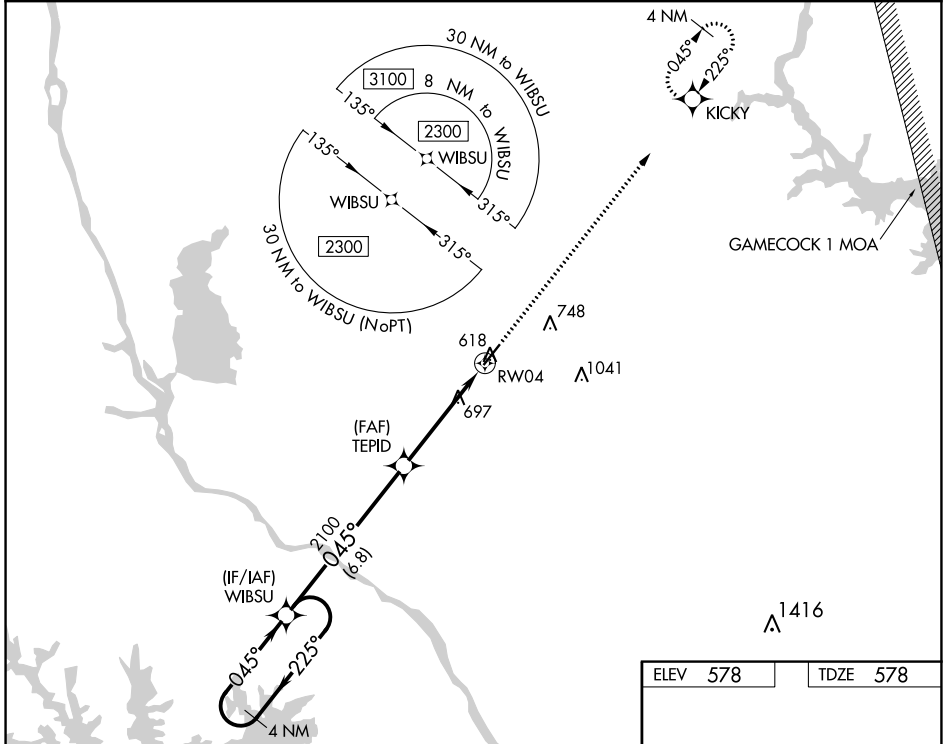 4 NM
045°
225°
KICKY
30 NM to WIBSU
3100
8 NM to WIBSU
135°
2300
WIBSU
315°
135°
WIBSU
315°
2300
30 NM to WIBSU (NoPT)
GAMECOCK 1 MOA
748
618
RW04
1041
697
(FAF)
TEPID
2100
045°
(6.8)
(IF/IAF)
WIBSU
045°
225°
4 NM
1416
ELEV 578
TDZE 578